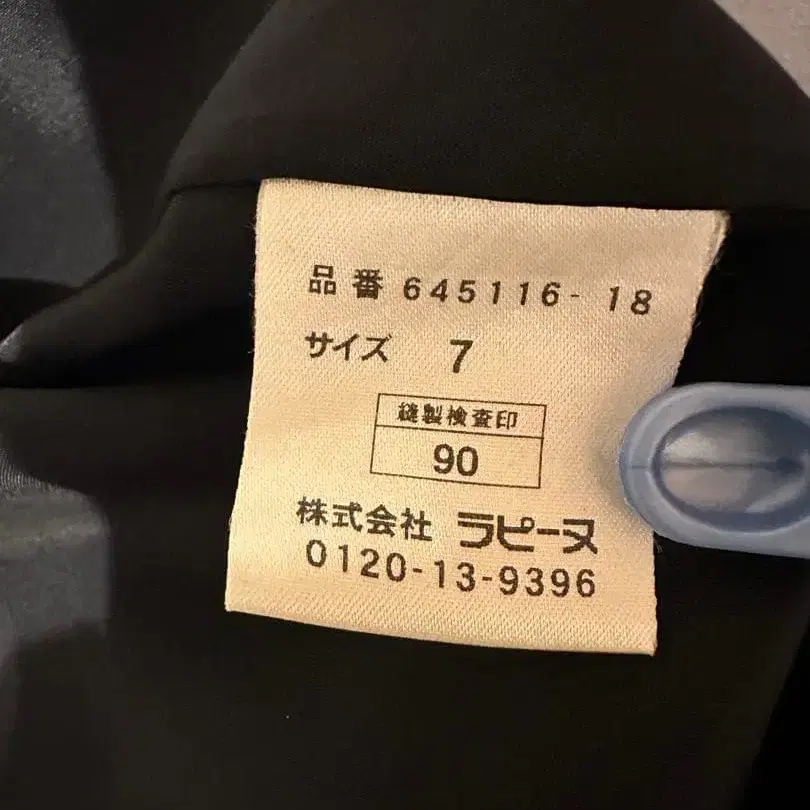 品番 645116-18
サイズ 7
縫製検査印
90
株式会社 ラピーヌ
0120-13-9396